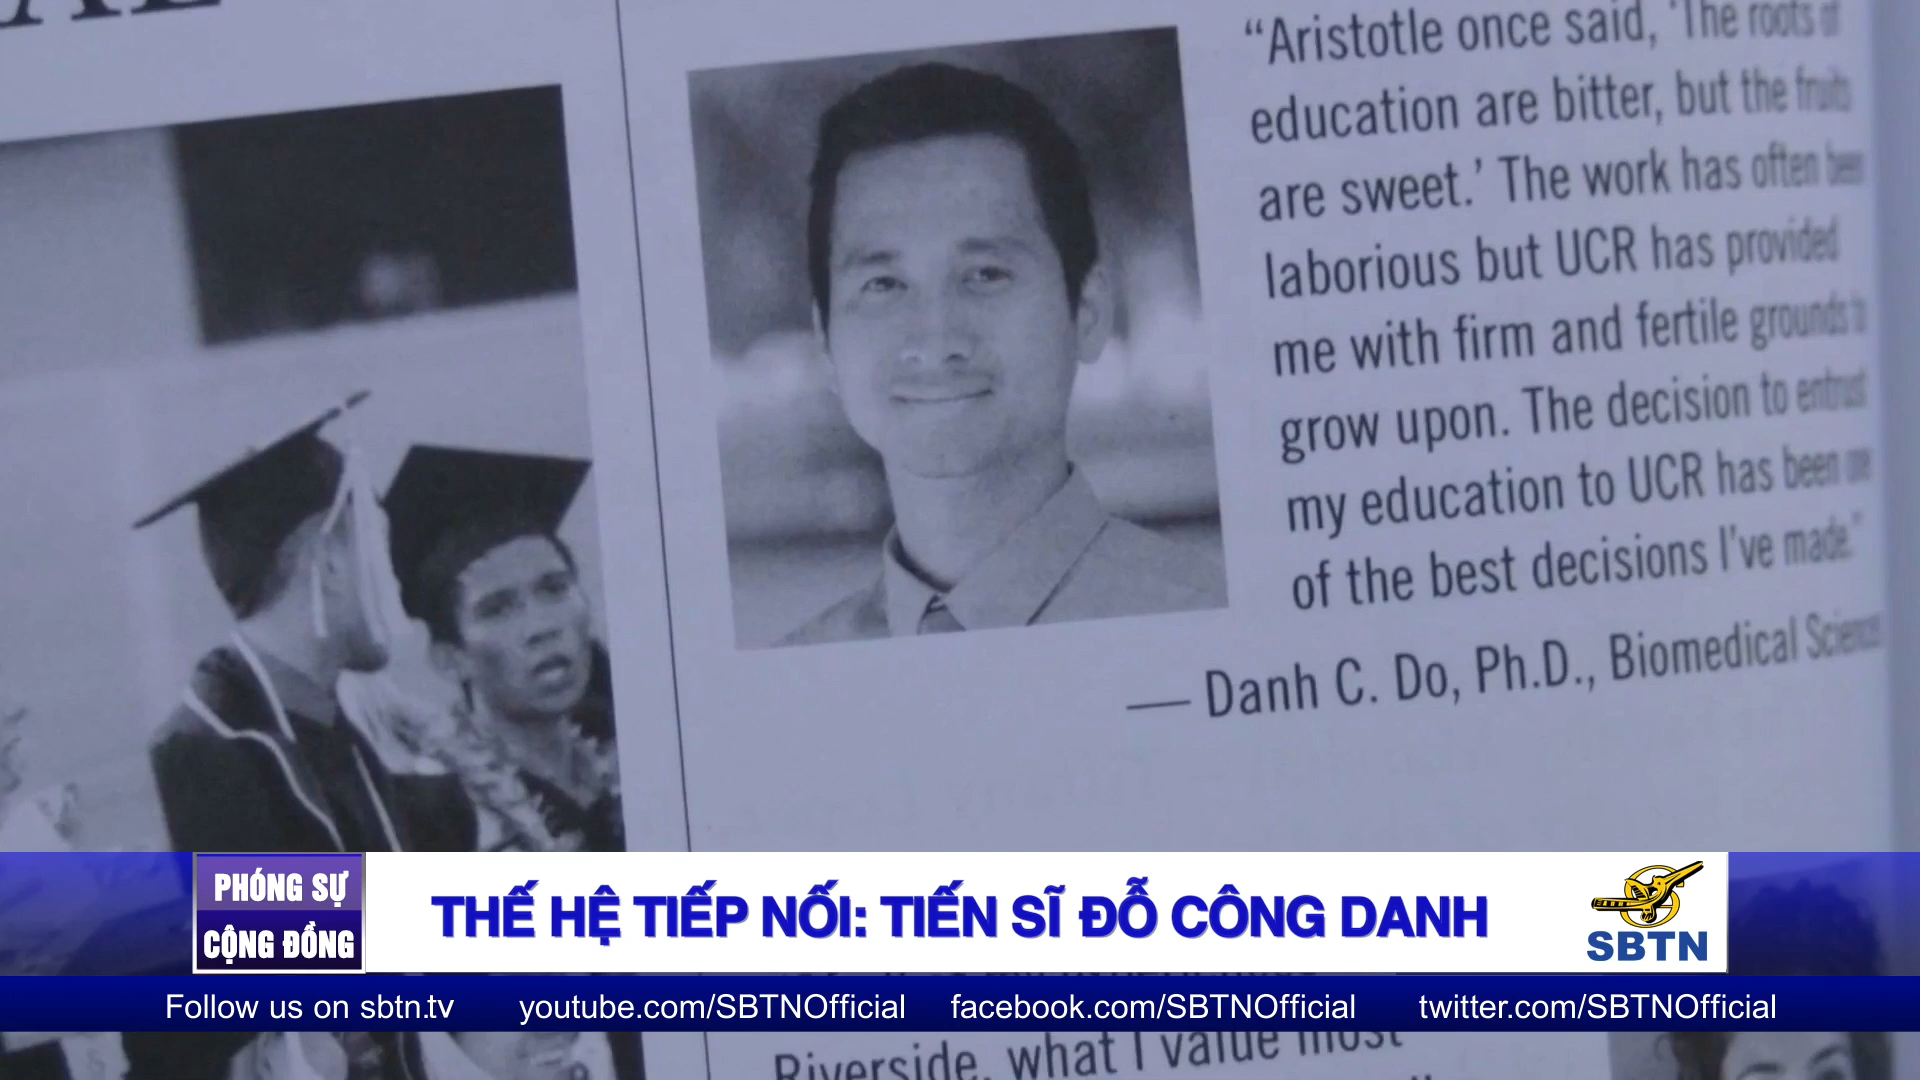 “Aristotle once said, ‘The roots of
education are bitter, but the fruits
are sweet.’ The work has often been
laborious but UCR has provided
me with firm and fertile grounds to
grow upon. The decision to entrust
my education to UCR has been one
of the best decisions I’ve made.”
— Danh C. Do, Ph.D., Biomedical Sciences
PHÓNG SỰ
CỘNG ĐỒNG
THẾ HỆ TIẾP NỐI: TIẾN SĨ ĐỖ CÔNG DANH
SBTN
Follow us on sbtn.tv youtube.com/SBTNOfficial facebook.com/SBTNOfficial twitter.com/SBTNOfficial
Riverside, what I value most